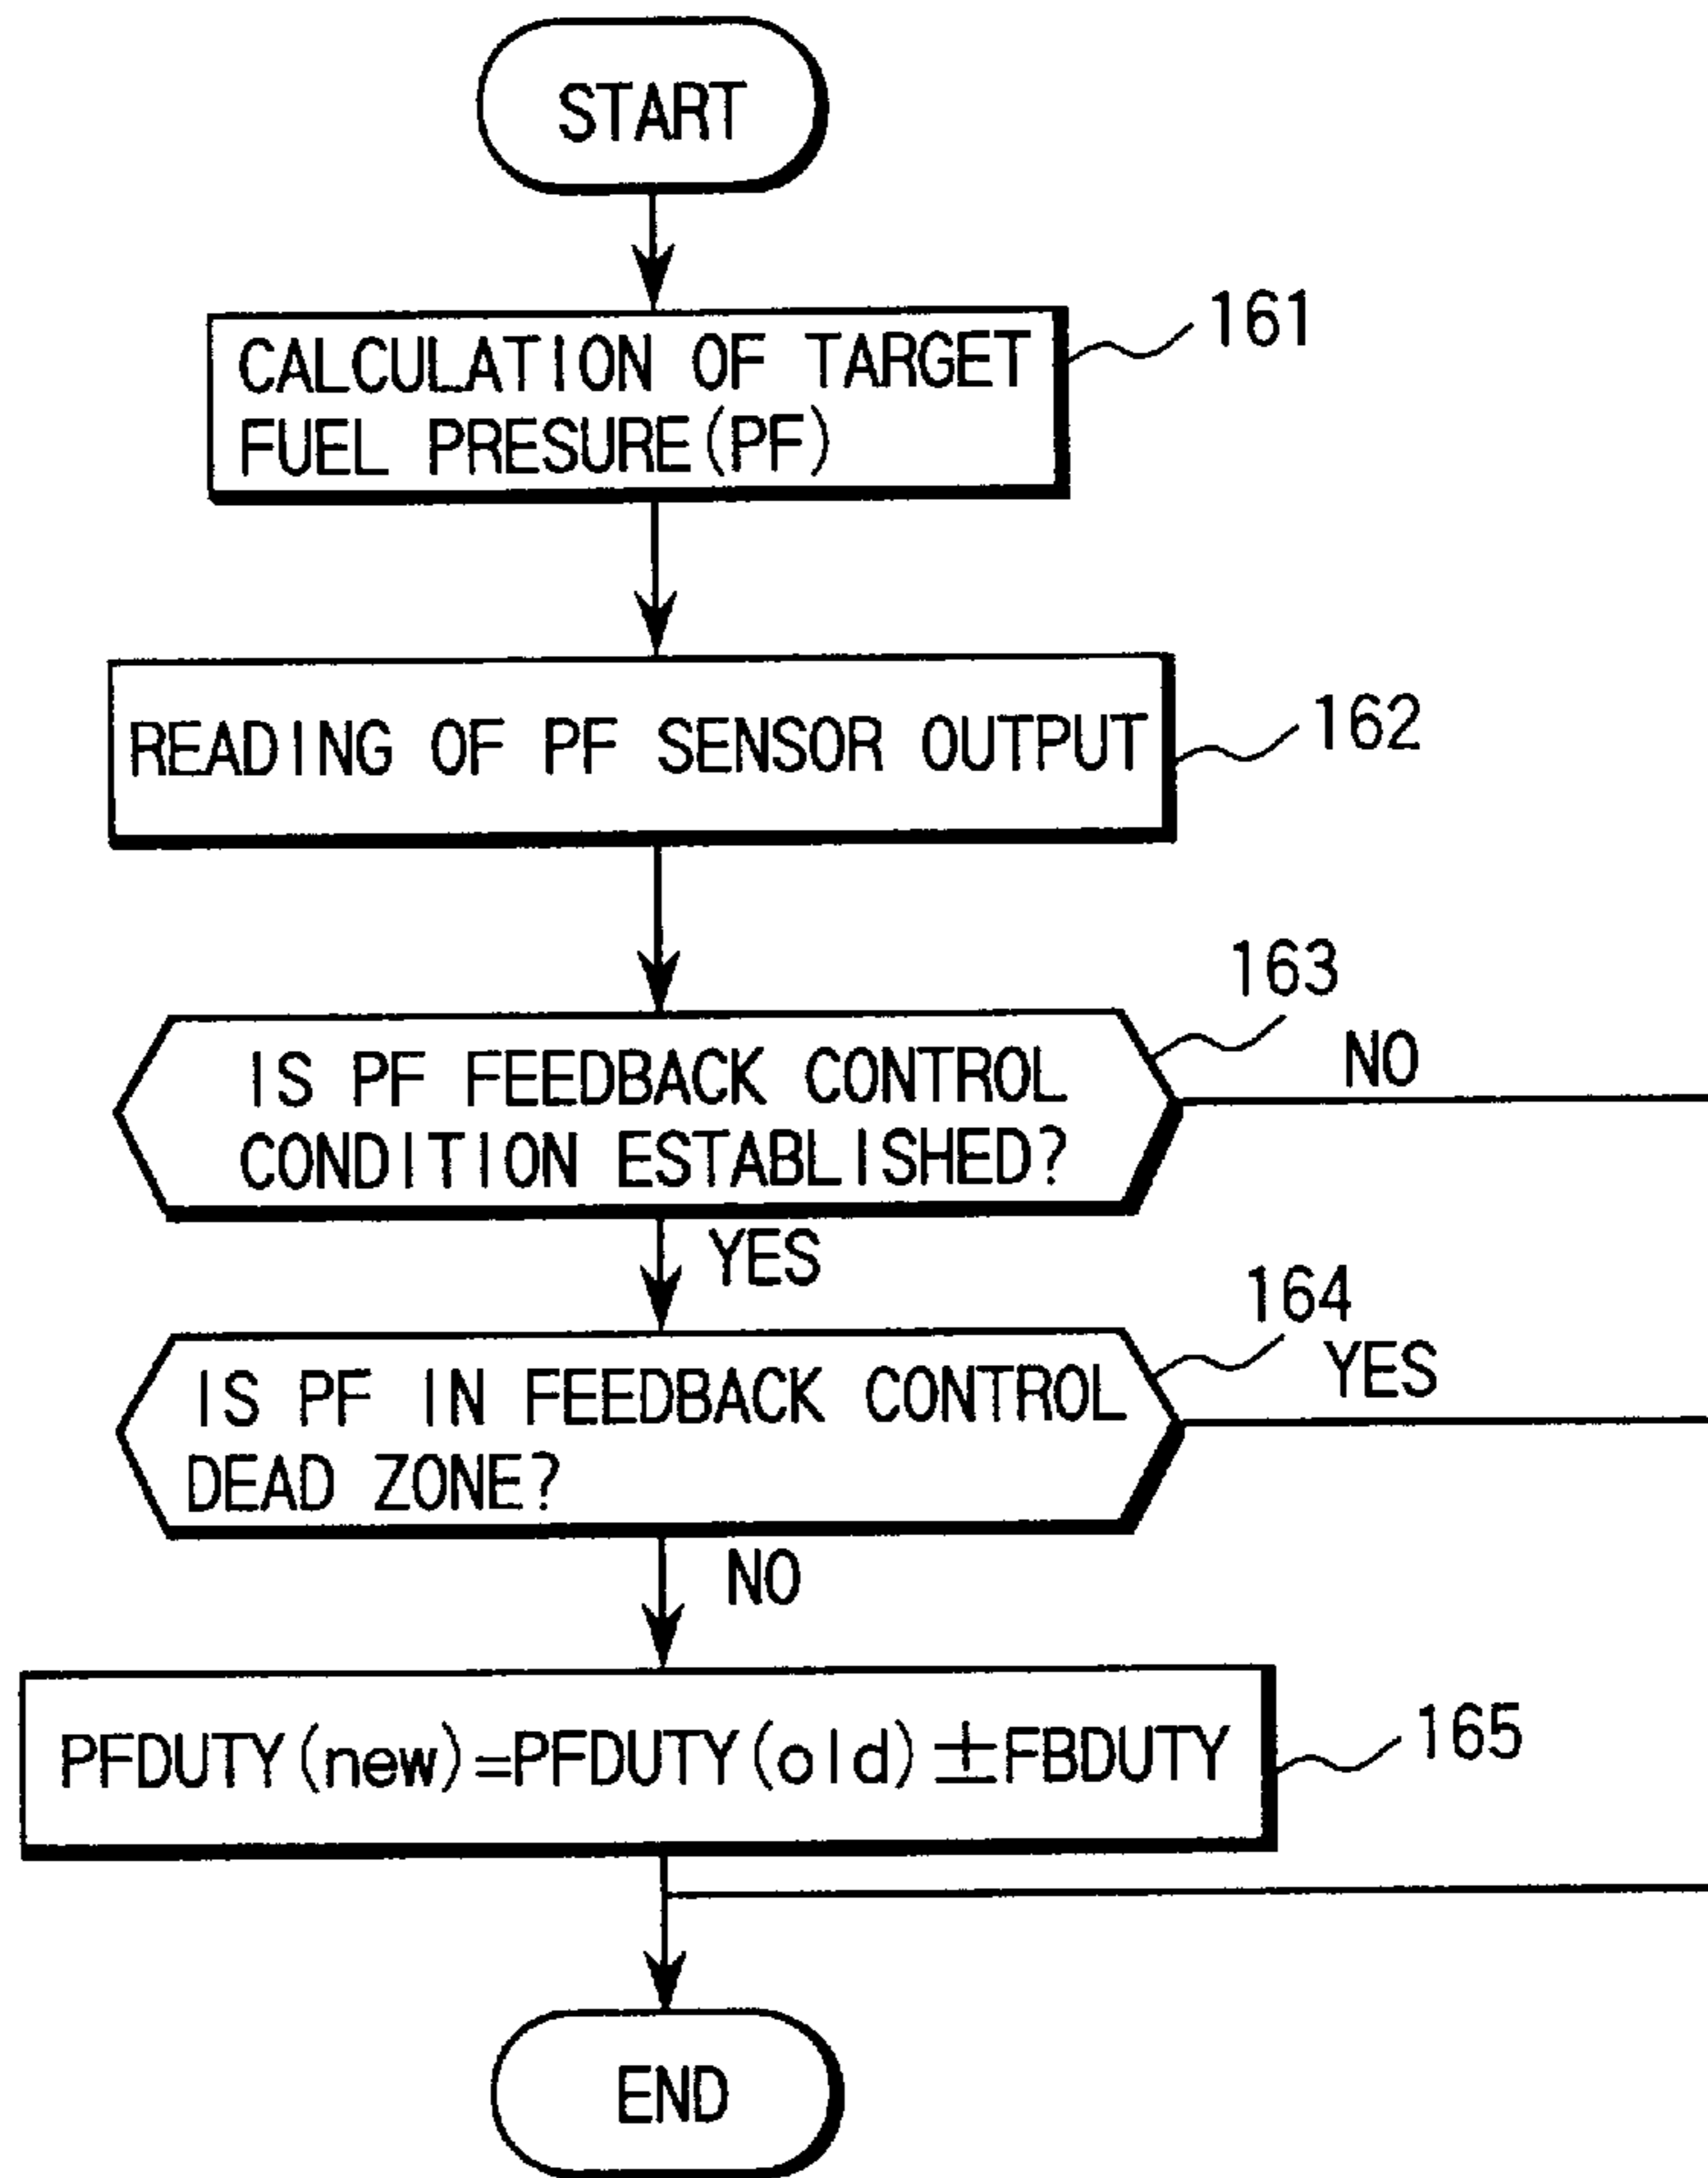 START
CALCULATION OF TARGET
FUEL PRESURE(PF)
161
READING OF PF SENSOR OUTPUT
162
163
IS PF FEEDBACK CONTROL
CONDITION ESTABLISHED?
NO
YES
164
IS PF IN FEEDBACK CONTROL
DEAD ZONE?
YES
NO
PFDUTY(new)=PFDUTY(old)±FBDUTY
165
END